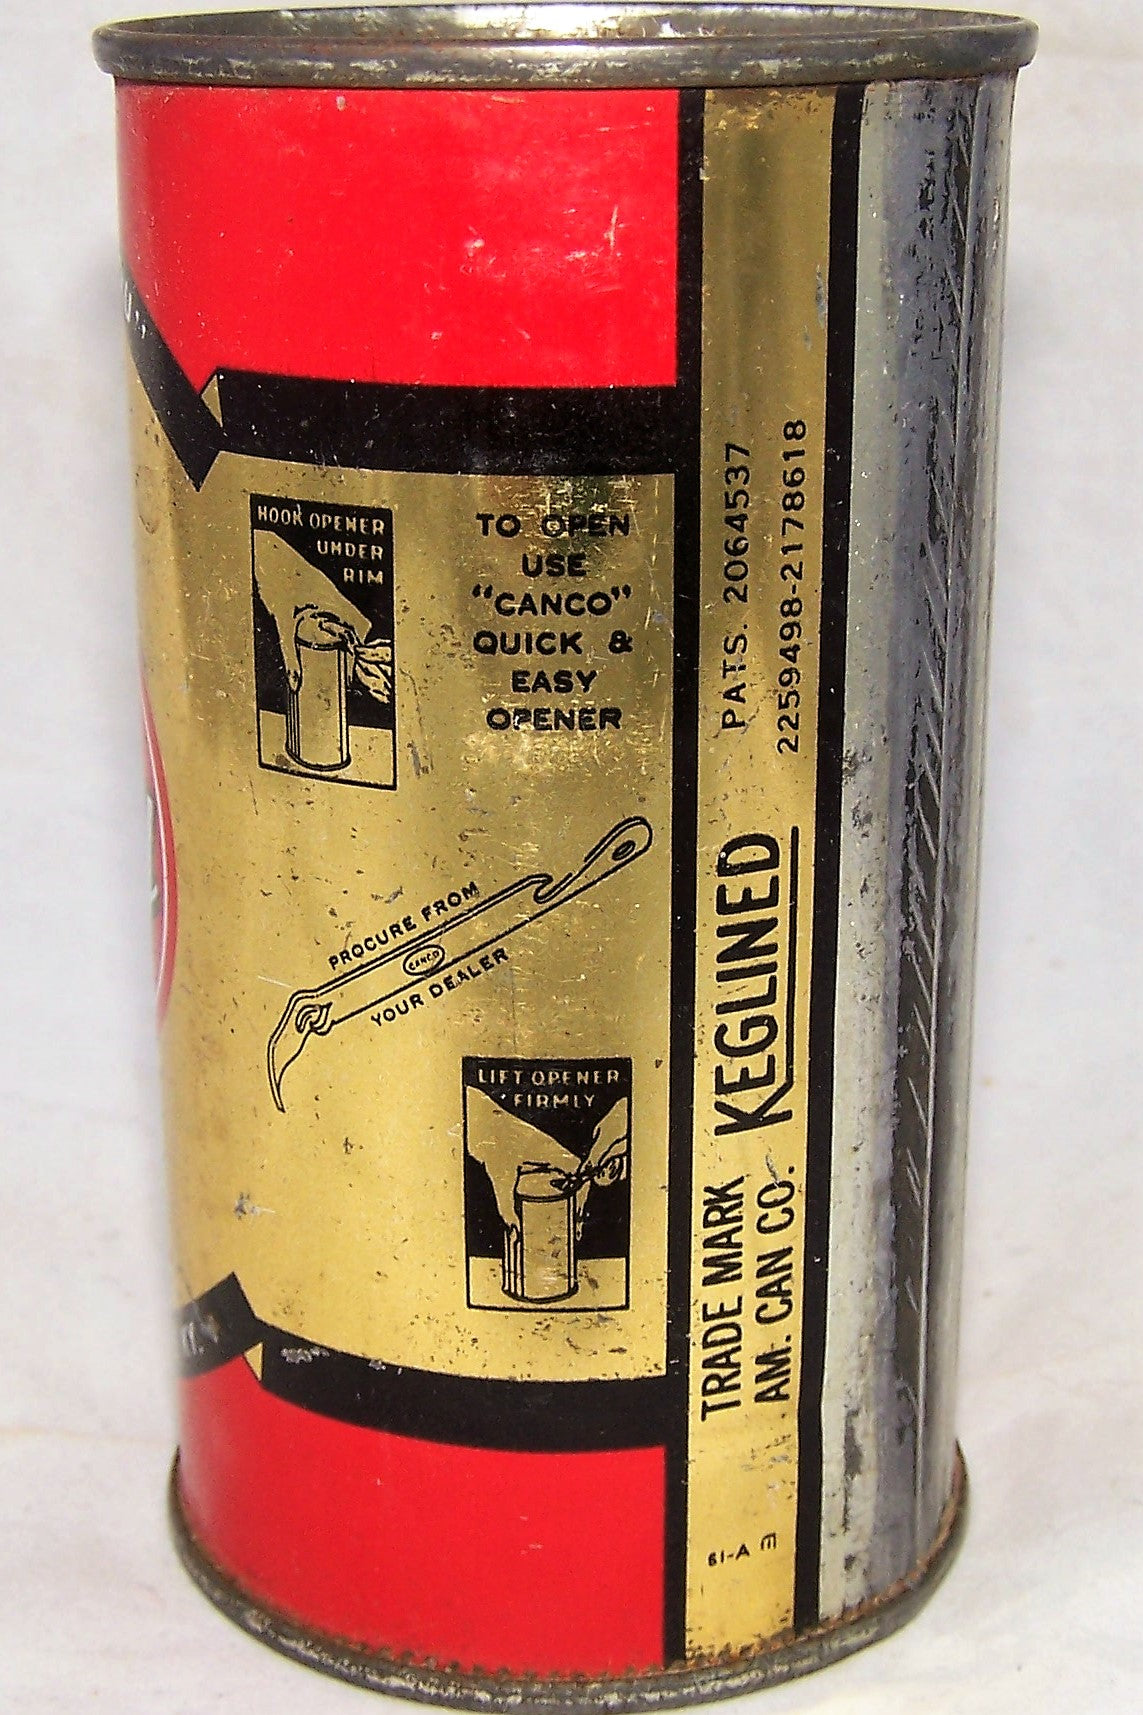 HOOK OPENER
UNDER
RIM
TO OPEN
USE
"CANCO"
QUICK &
EASY
OPENER
PROCURE FROM
CANCO
YOUR DEALER
LIFT OPENER
FIRMLY
PATS. 2064537
2259498-2178618
KEGLINED
TRADE MARK
AM. CAN CO.
61-A E